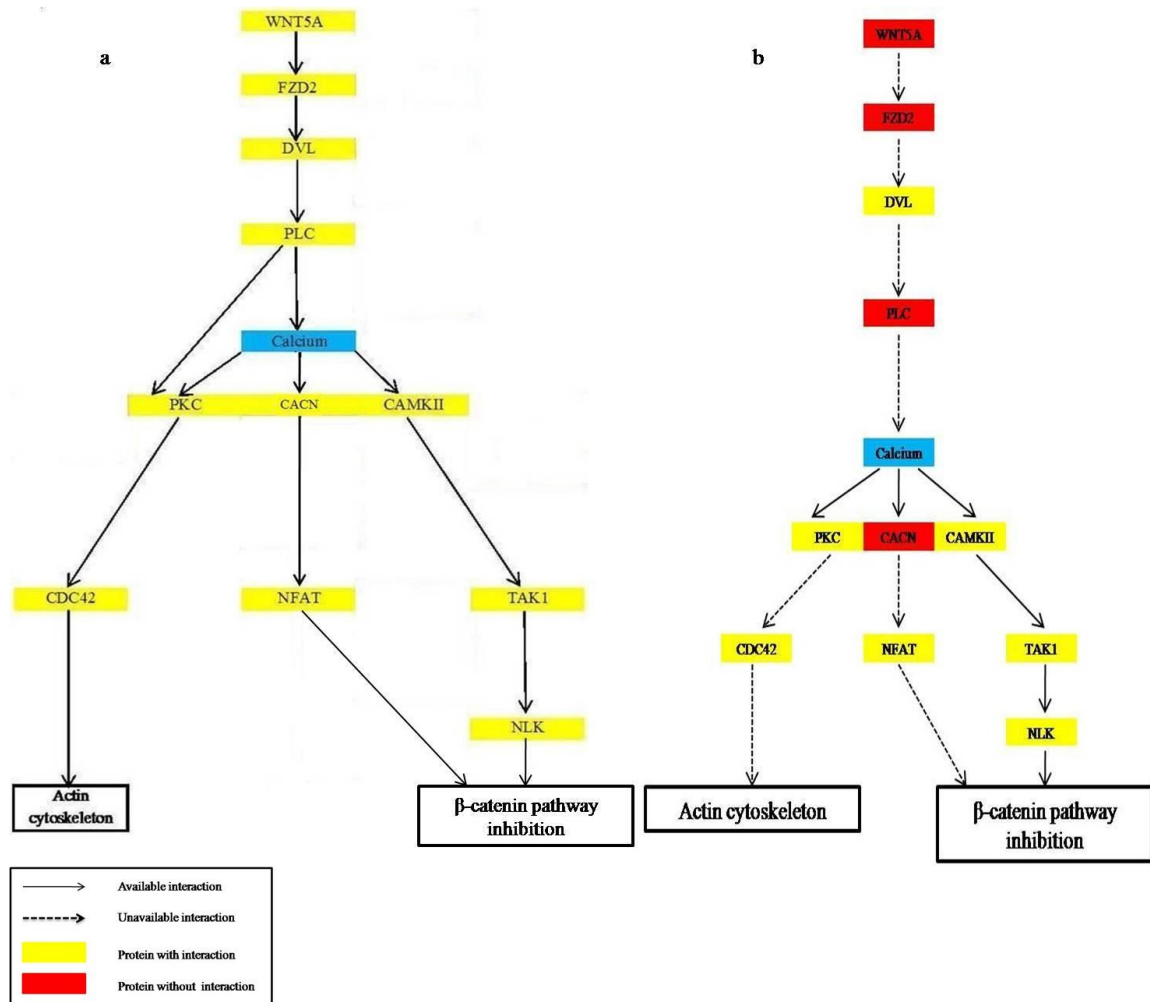 a
WNT5A
FZD2
DVL
PLC
Calcium
PKC CACN CAMKII
CDC42 NFAT TAK1
NLK
Actin
cytoskeleton
β-catenin pathway
inhibition
b
WNT5A
FZD2
DVL
PLC
Calcium
PKC CACN CAMKII
CDC42 NFAT TAK1
NLK
Actin cytoskeleton
β-catenin pathway
inhibition
Available interaction
Unavailable interaction
Protein with interaction
Protein without interaction